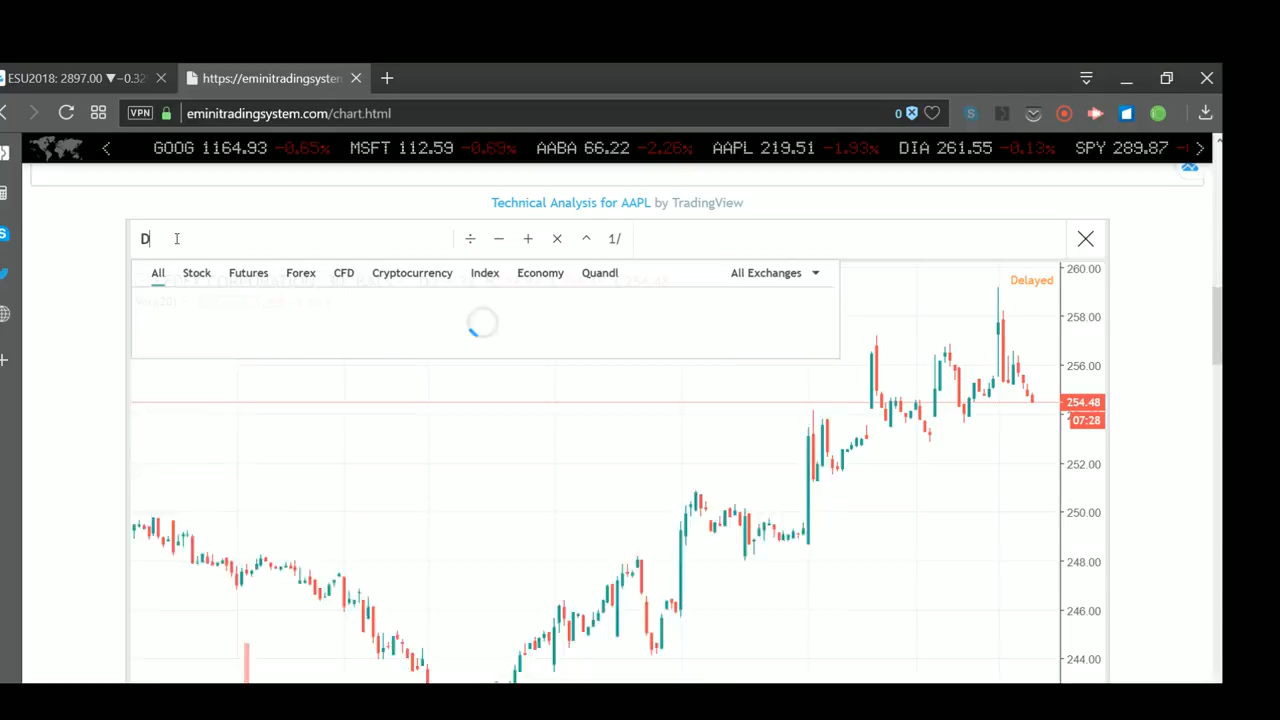 ESU2018: 2897.00 ▼−0.32
https://eminitradingsystem
VPN
eminitradingsystem.com/chart.html
0
GOOG 1164.93 -0.65% MSFT 112.59 -0.69% AABA 66.22 -2.26% AAPL 219.51 -1.93% DIA 261.55 -0.13% SPY 289.87
Technical Analysis for AAPL by TradingView
D
÷ − + × ^ 1/
All Stock Futures Forex CFD Cryptocurrency Index Economy Quandl All Exchanges
Delayed
260.00
258.00
256.00
254.48
07:28
252.00
250.00
248.00
246.00
244.00